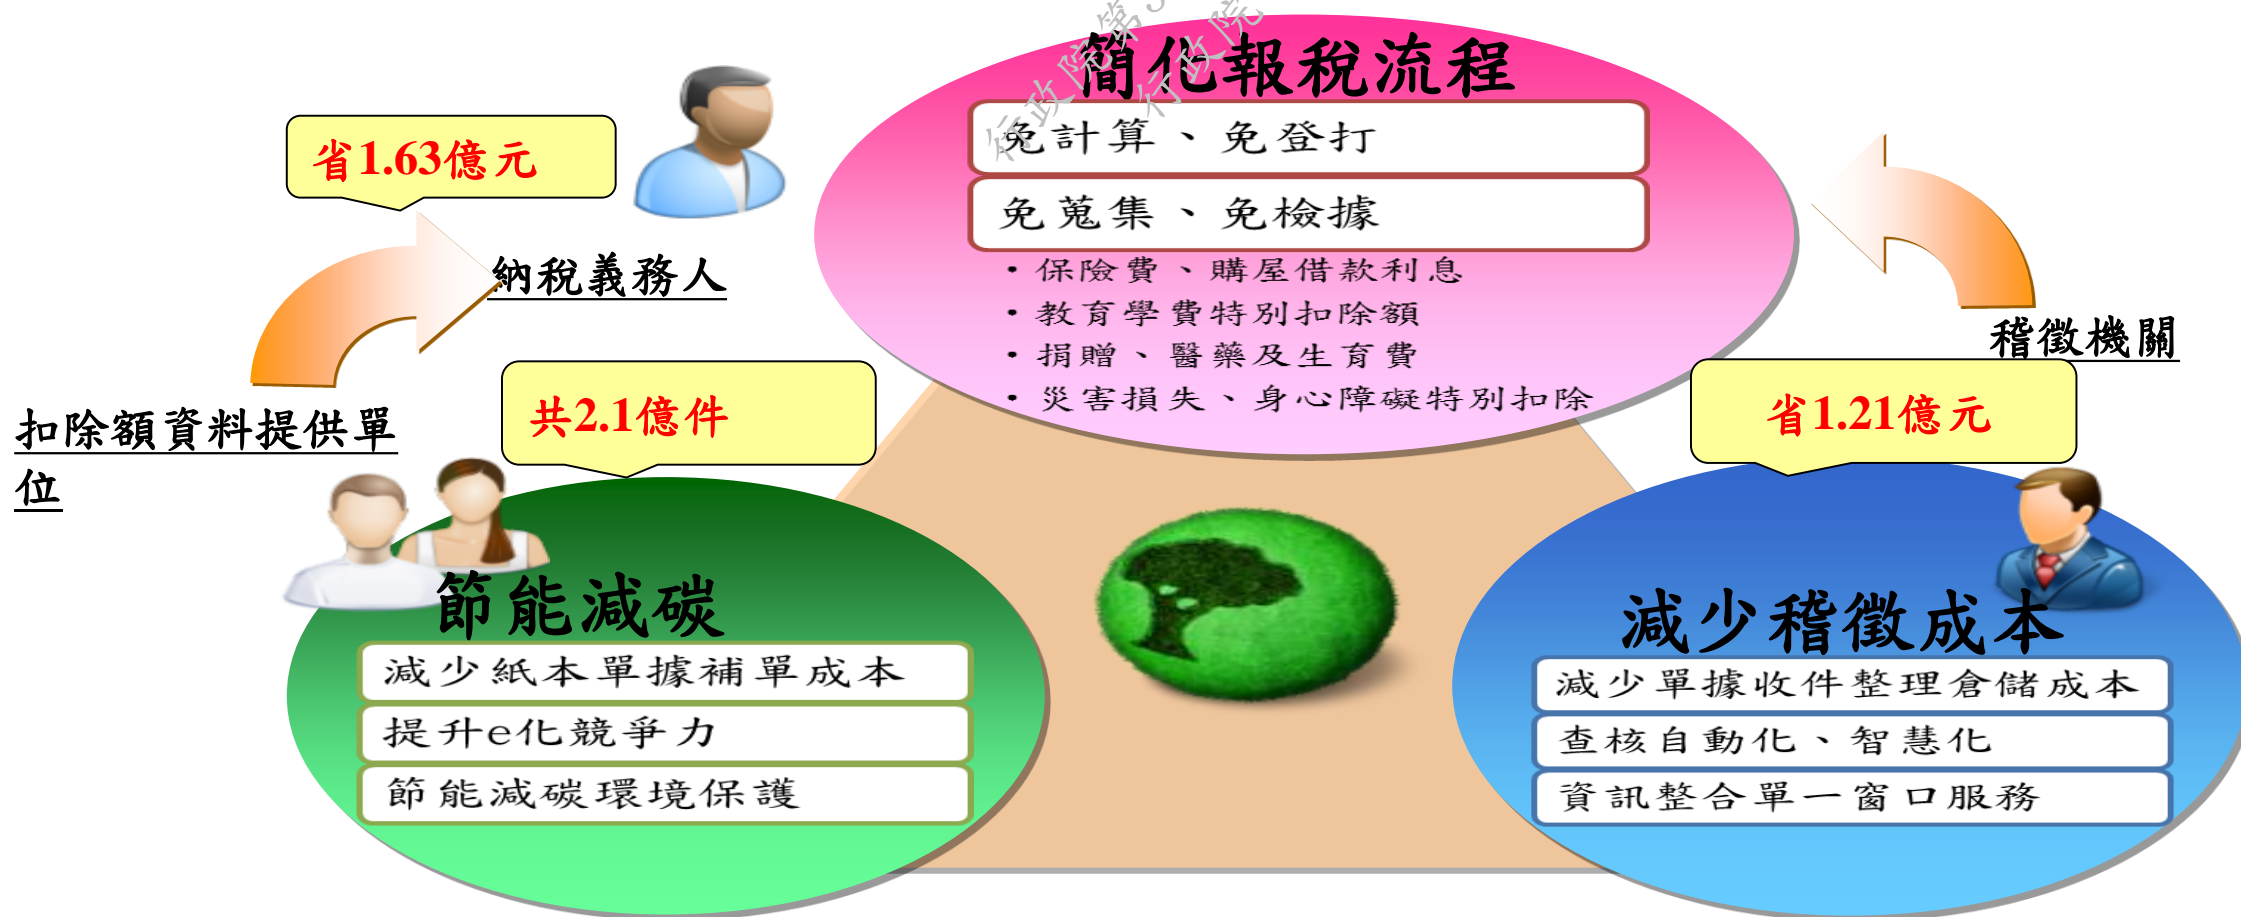 行政院第3
行政院
簡化報稅流程
免計算、免登打
免蒐集、免檢據
•保險費、購屋借款利息
•教育學費特別扣除額
•捐贈、醫藥及生育費
•災害損失、身心障礙特別扣除
省1.63億元
納稅義務人
扣除額資料提供單
位
共2.1億件
節能減碳
減少紙本單據補單成本
提升e化競爭力
節能減碳環境保護
稽徵機關
省1.21億元
減少稽徵成本
減少單據收件整理倉儲成本
查核自動化、智慧化
資訊整合單一窗口服務